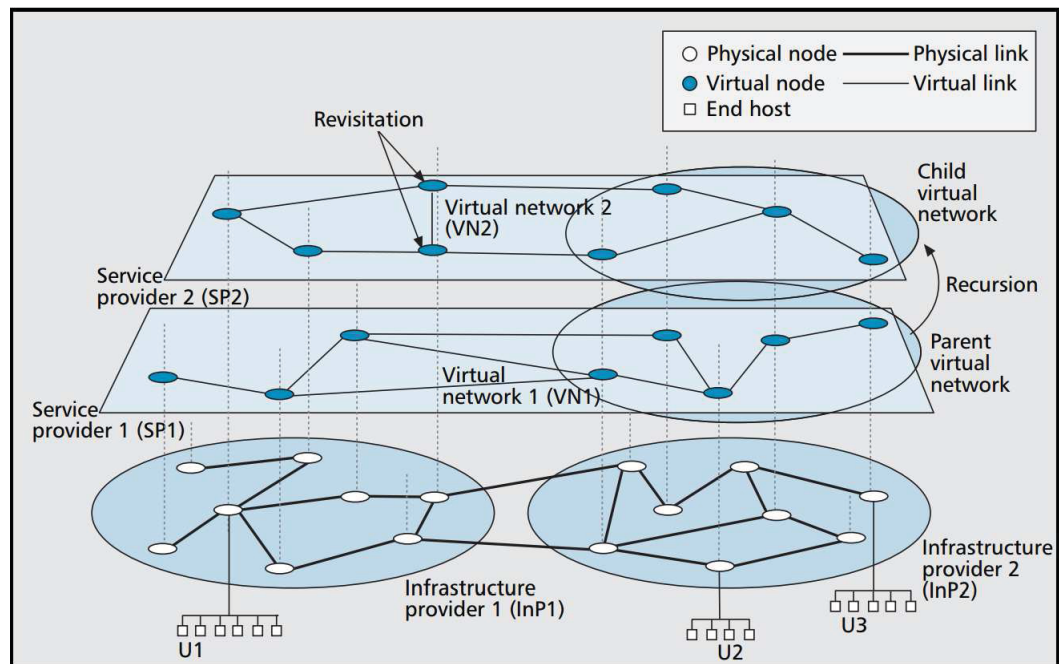 Physical node
Physical link
Virtual node
Virtual link
End host
Revisitation
Child
virtual
network
Virtual network 2
(VN2)
Service
provider 2 (SP2)
Recursion
Parent
virtual
network
Virtual
network 1 (VN1)
Service
provider 1 (SP1)
Infrastructure
provider 1 (InP1)
Infrastructure
provider 2
(InP2)
U1
U2
U3